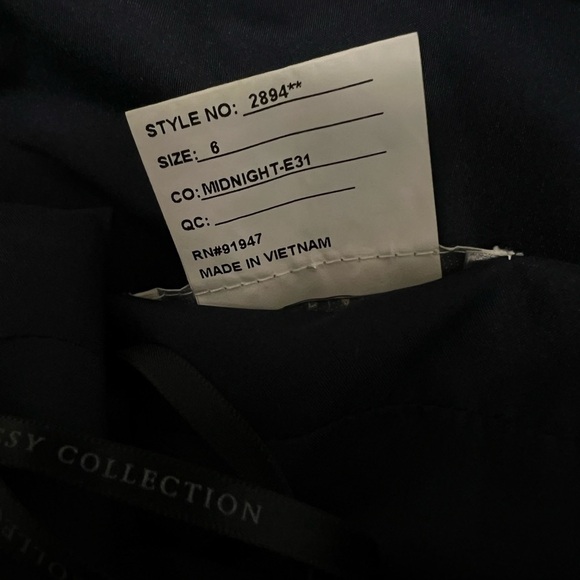 STYLE NO: 2894**
SIZE: 6
CO: MIDNIGHT-E31
QC:
RN#91947
MADE IN VIETNAM
COLLECTION